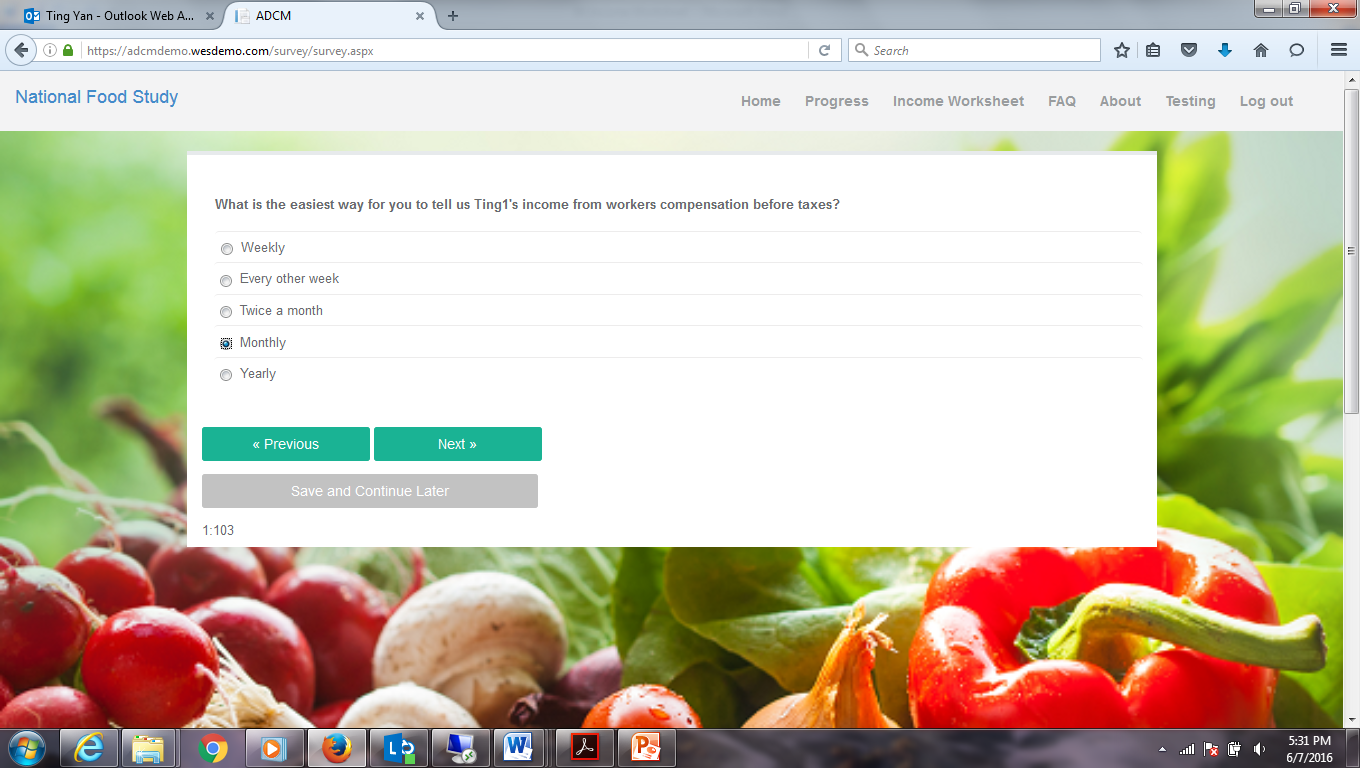 Ting Yan - Outlook Web A...
ADCM
https://adcmdemo.wesdemo.com/survey/survey.aspx
Search
National Food Study
Home Progress Income Worksheet FAQ About Testing Log out
What is the easiest way for you to tell us Ting1's income from workers compensation before taxes?
Weekly
Every other week
Twice a month
Monthly
Yearly
« Previous Next »
Save and Continue Later
1:103
5:31 PM
6/7/2016